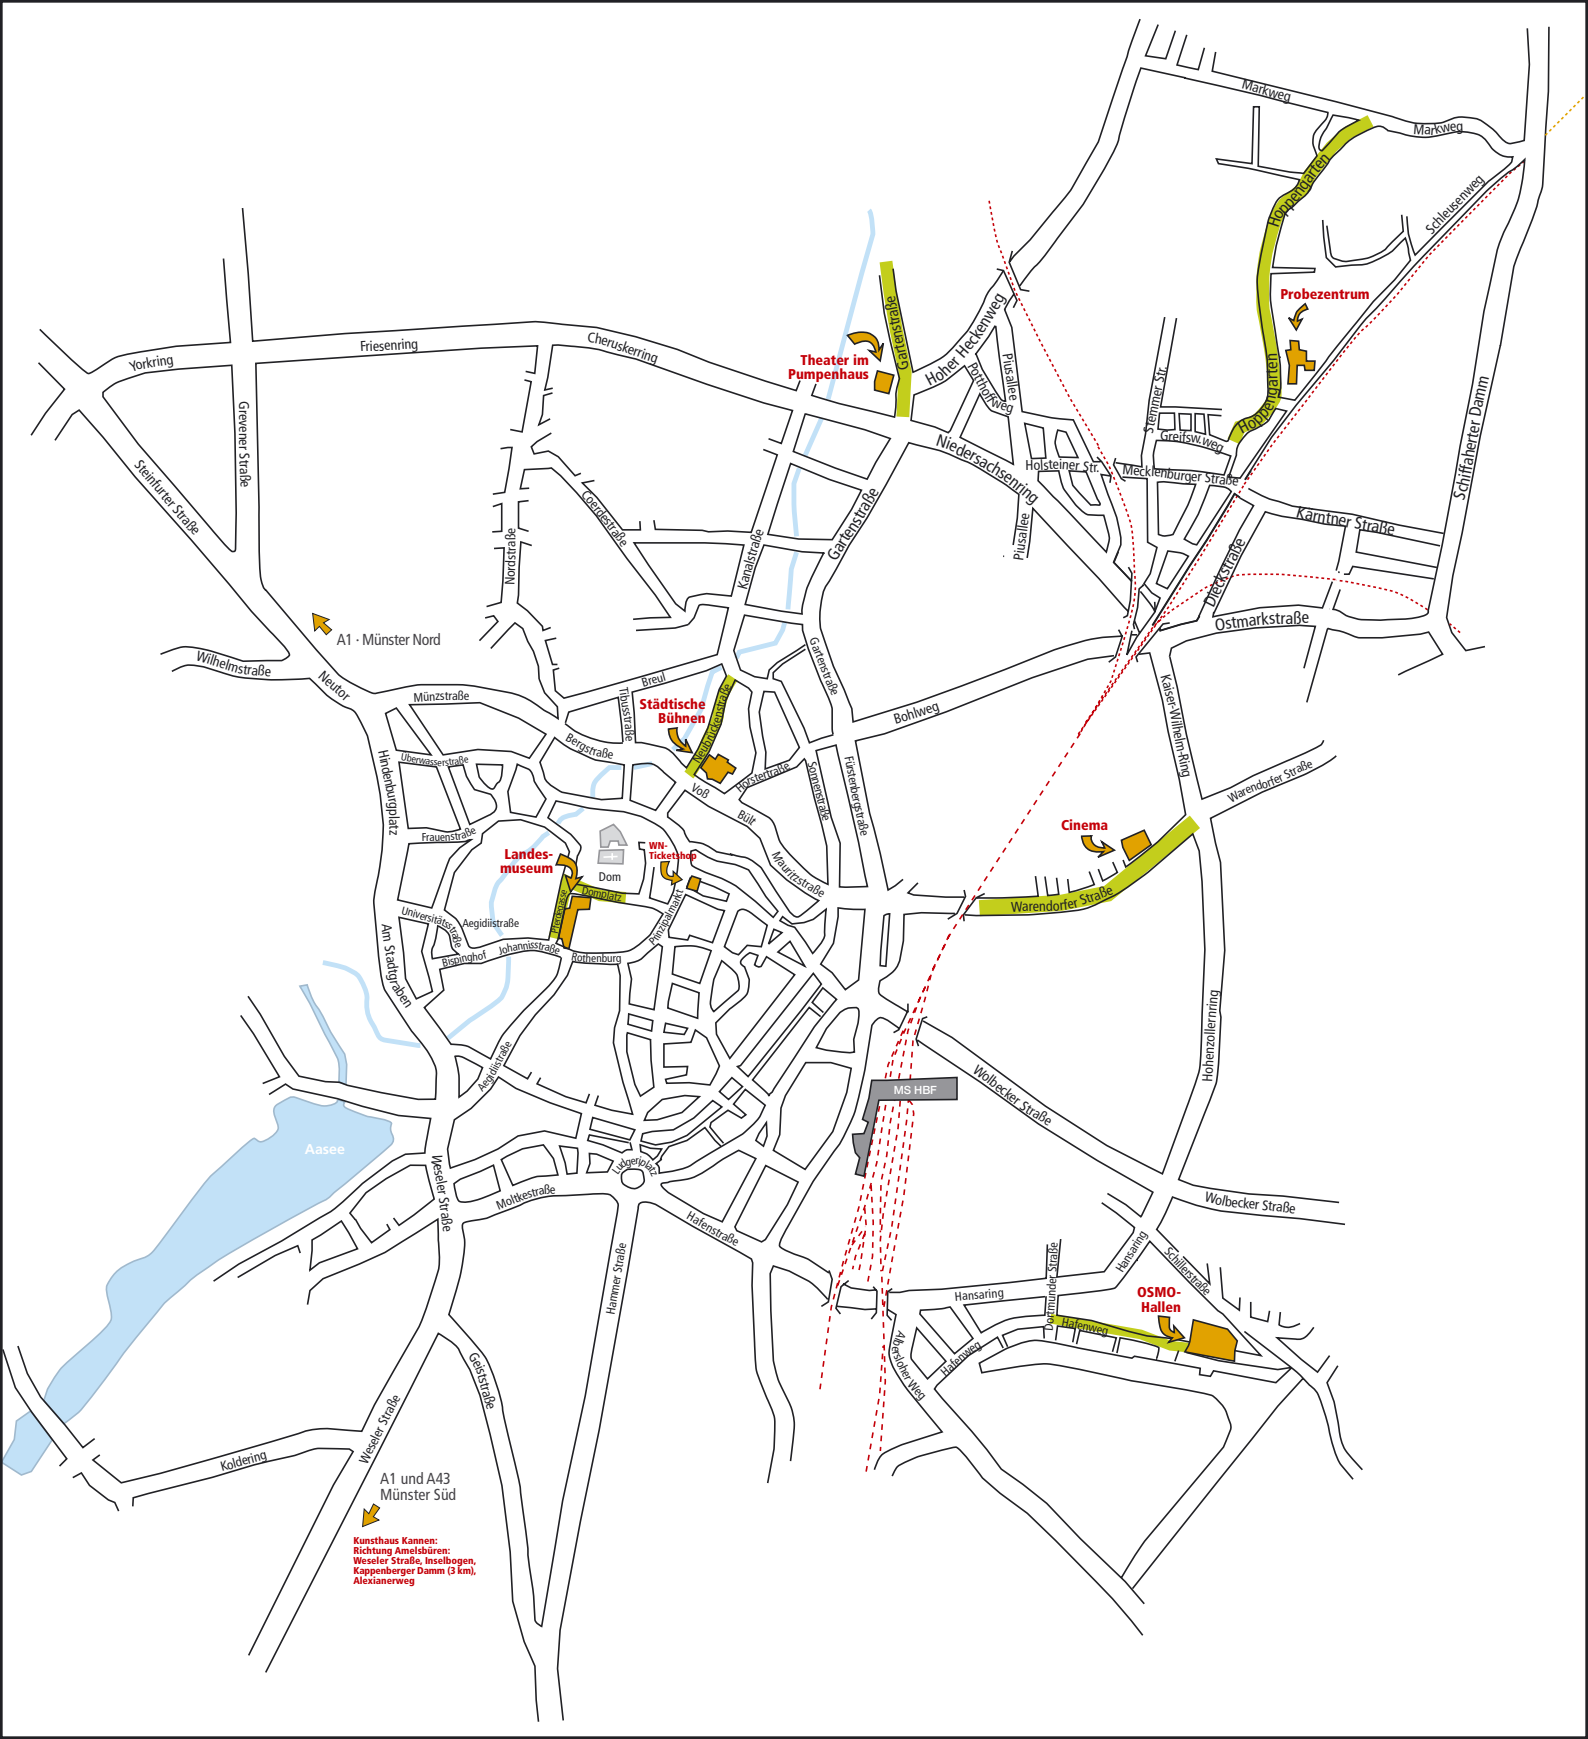 Markweg
Markweg
Hoppengarten
Schleusenweg
Probezentrum
Hoppengarten
Gartenstraße
Theater im
Pumpenhaus
Hoher Heckenweg
Piusallee
Potthoffweg
Cheruskerring
Friesenring
Yorkring
Grevener Straße
Steinfurter Straße
Stemmer Str.
Greifsw.weg
Mecklenburger Straße
Holsteiner Str.
Niedersachsenring
Piusallee
Schiffaherter Damm
Karntner Straße
Dieckstraße
Ostmarkstraße
Coerdestraße
Nordstraße
Kanalstraße
Gartenstraße
A1 · Münster Nord
Wilhelmstraße
Neutor
Münzstraße
Breul
Tibusstraße
Städtische
Bühnen
Neubrückenstraße
Gartenstraße
Bohlweg
Kaiser-Wilhelm-Ring
Bergstraße
Überwasserstraße
Hindenburgplatz
Horstertraße
Voß
Bült
Sonnenstraße
Fürstenbergstraße
Warendorfer Straße
Frauenstraße
Cinema
Landes-
museum
WN-
Ticketshop
Dom
Domplatz
Pferdegasse
Mauritzstraße
Prinzipalmarkt
Warendorfer Straße
Universitätsstraße
Aegidiistraße
Am Stadtgraben
Bispinghof
Johannisstraße
Rothenburg
Aegidiistraße
Hohenzollernring
MS HBF
Wolbecker Straße
Aasee
Weseler Straße
Ludgeriplatz
Moltkestraße
Hafenstraße
Hammer Straße
Wolbecker Straße
Hansaring
Schillerstraße
Dortmunder Straße
Hansaring
OSMO-
Hallen
Hafenweg
Hafenweg
Albersloher Weg
Geiststraße
Weseler Straße
Koldering
A1 und A43
Münster Süd
Kunsthaus Kannen:
Richtung Amelsbüren:
Weseler Straße, Inselbogen,
Kappenberger Damm (3 km),
Alexianerweg